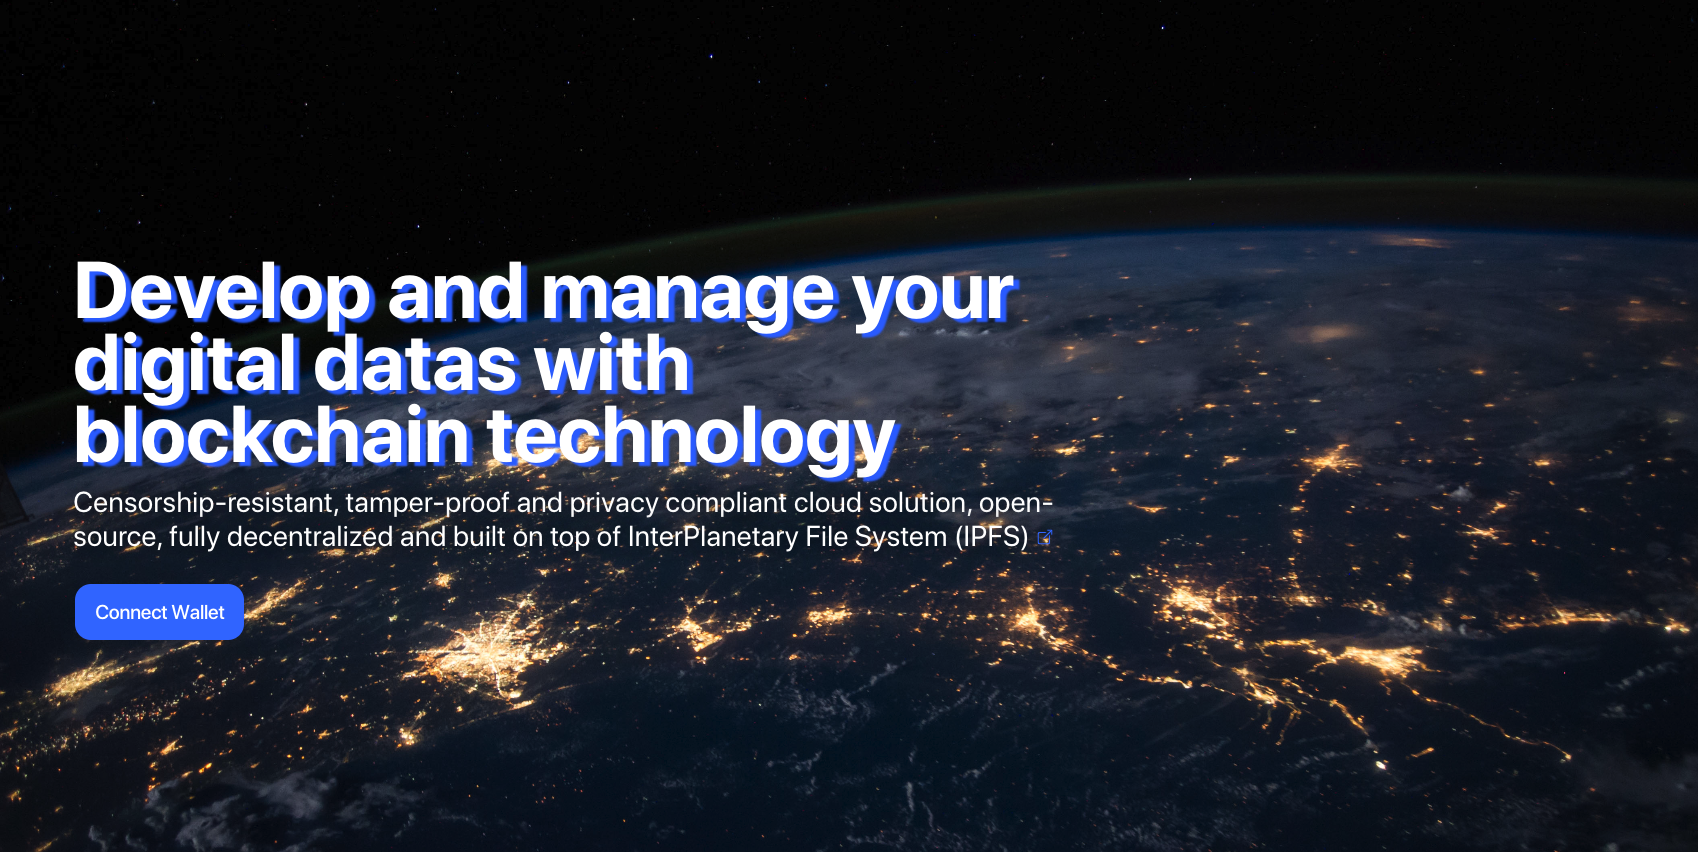 Develop and manage your
digital datas with
blockchain technology
Censorship-resistant, tamper-proof and privacy compliant cloud solution, open-
source, fully decentralized and built on top of InterPlanetary File System (IPFS)
Connect Wallet